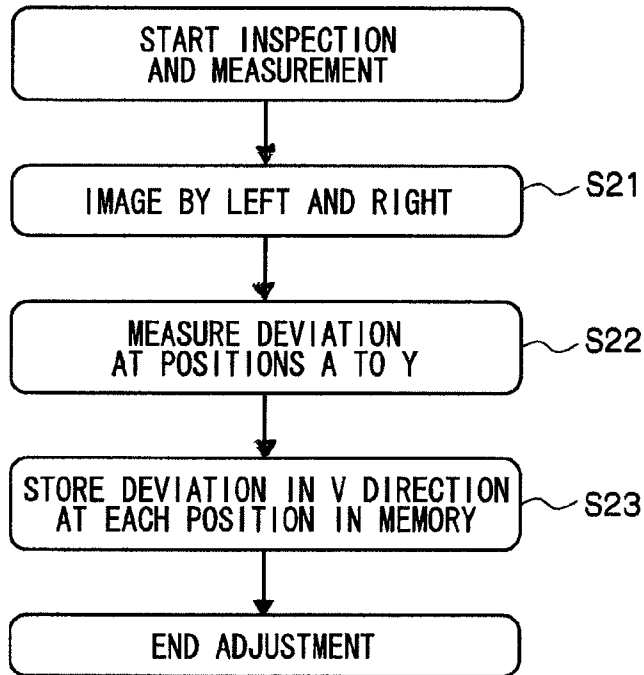 START INSPECTION
AND MEASUREMENT
IMAGE BY LEFT AND RIGHT
S21
MEASURE DEVIATION
AT POSITIONS A TO Y
S22
STORE DEVIATION IN V DIRECTION
AT EACH POSITION IN MEMORY
S23
END ADJUSTMENT